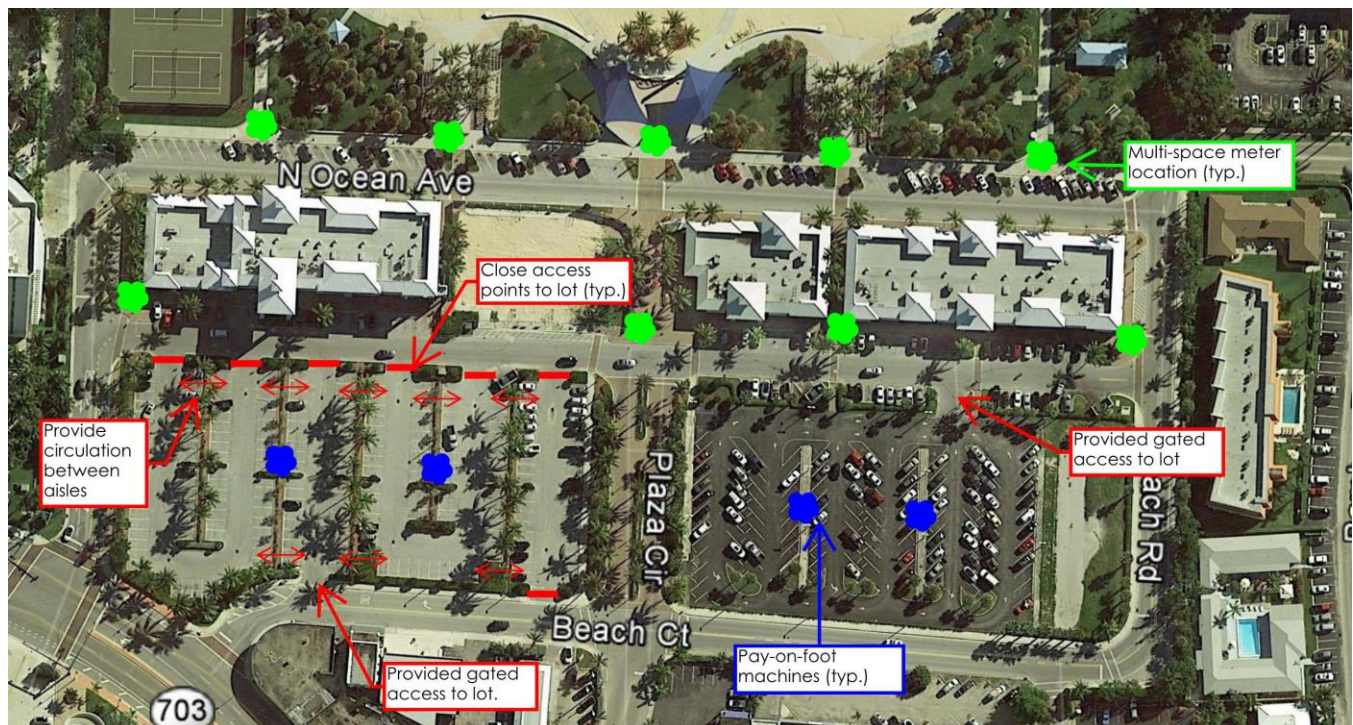 N Ocean Ave
Multi-space meter
location (typ.)
Close access
points to lot (typ.)
Provide
circulation
between
aisles
Plaza Cir
Provided gated
access to lot
each Rd
Beach Ct
Provided gated
access to lot.
Pay-on-foot
machines (typ.)
703